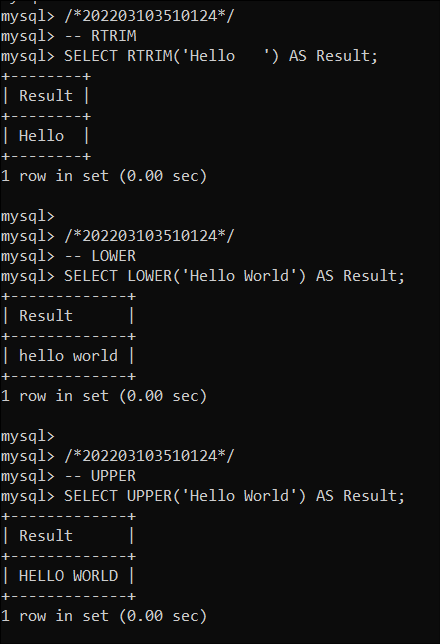 mysql> /*202203103510124*/
mysql> -- RTRIM
mysql> SELECT RTRIM('Hello   ') AS Result;
+--------+
| Result |
+--------+
| Hello  |
+--------+
1 row in set (0.00 sec)

mysql>
mysql> /*202203103510124*/
mysql> -- LOWER
mysql> SELECT LOWER('Hello World') AS Result;
+-------------+
| Result      |
+-------------+
| hello world |
+-------------+
1 row in set (0.00 sec)

mysql>
mysql> /*202203103510124*/
mysql> -- UPPER
mysql> SELECT UPPER('Hello World') AS Result;
+-------------+
| Result      |
+-------------+
| HELLO WORLD |
+-------------+
1 row in set (0.00 sec)